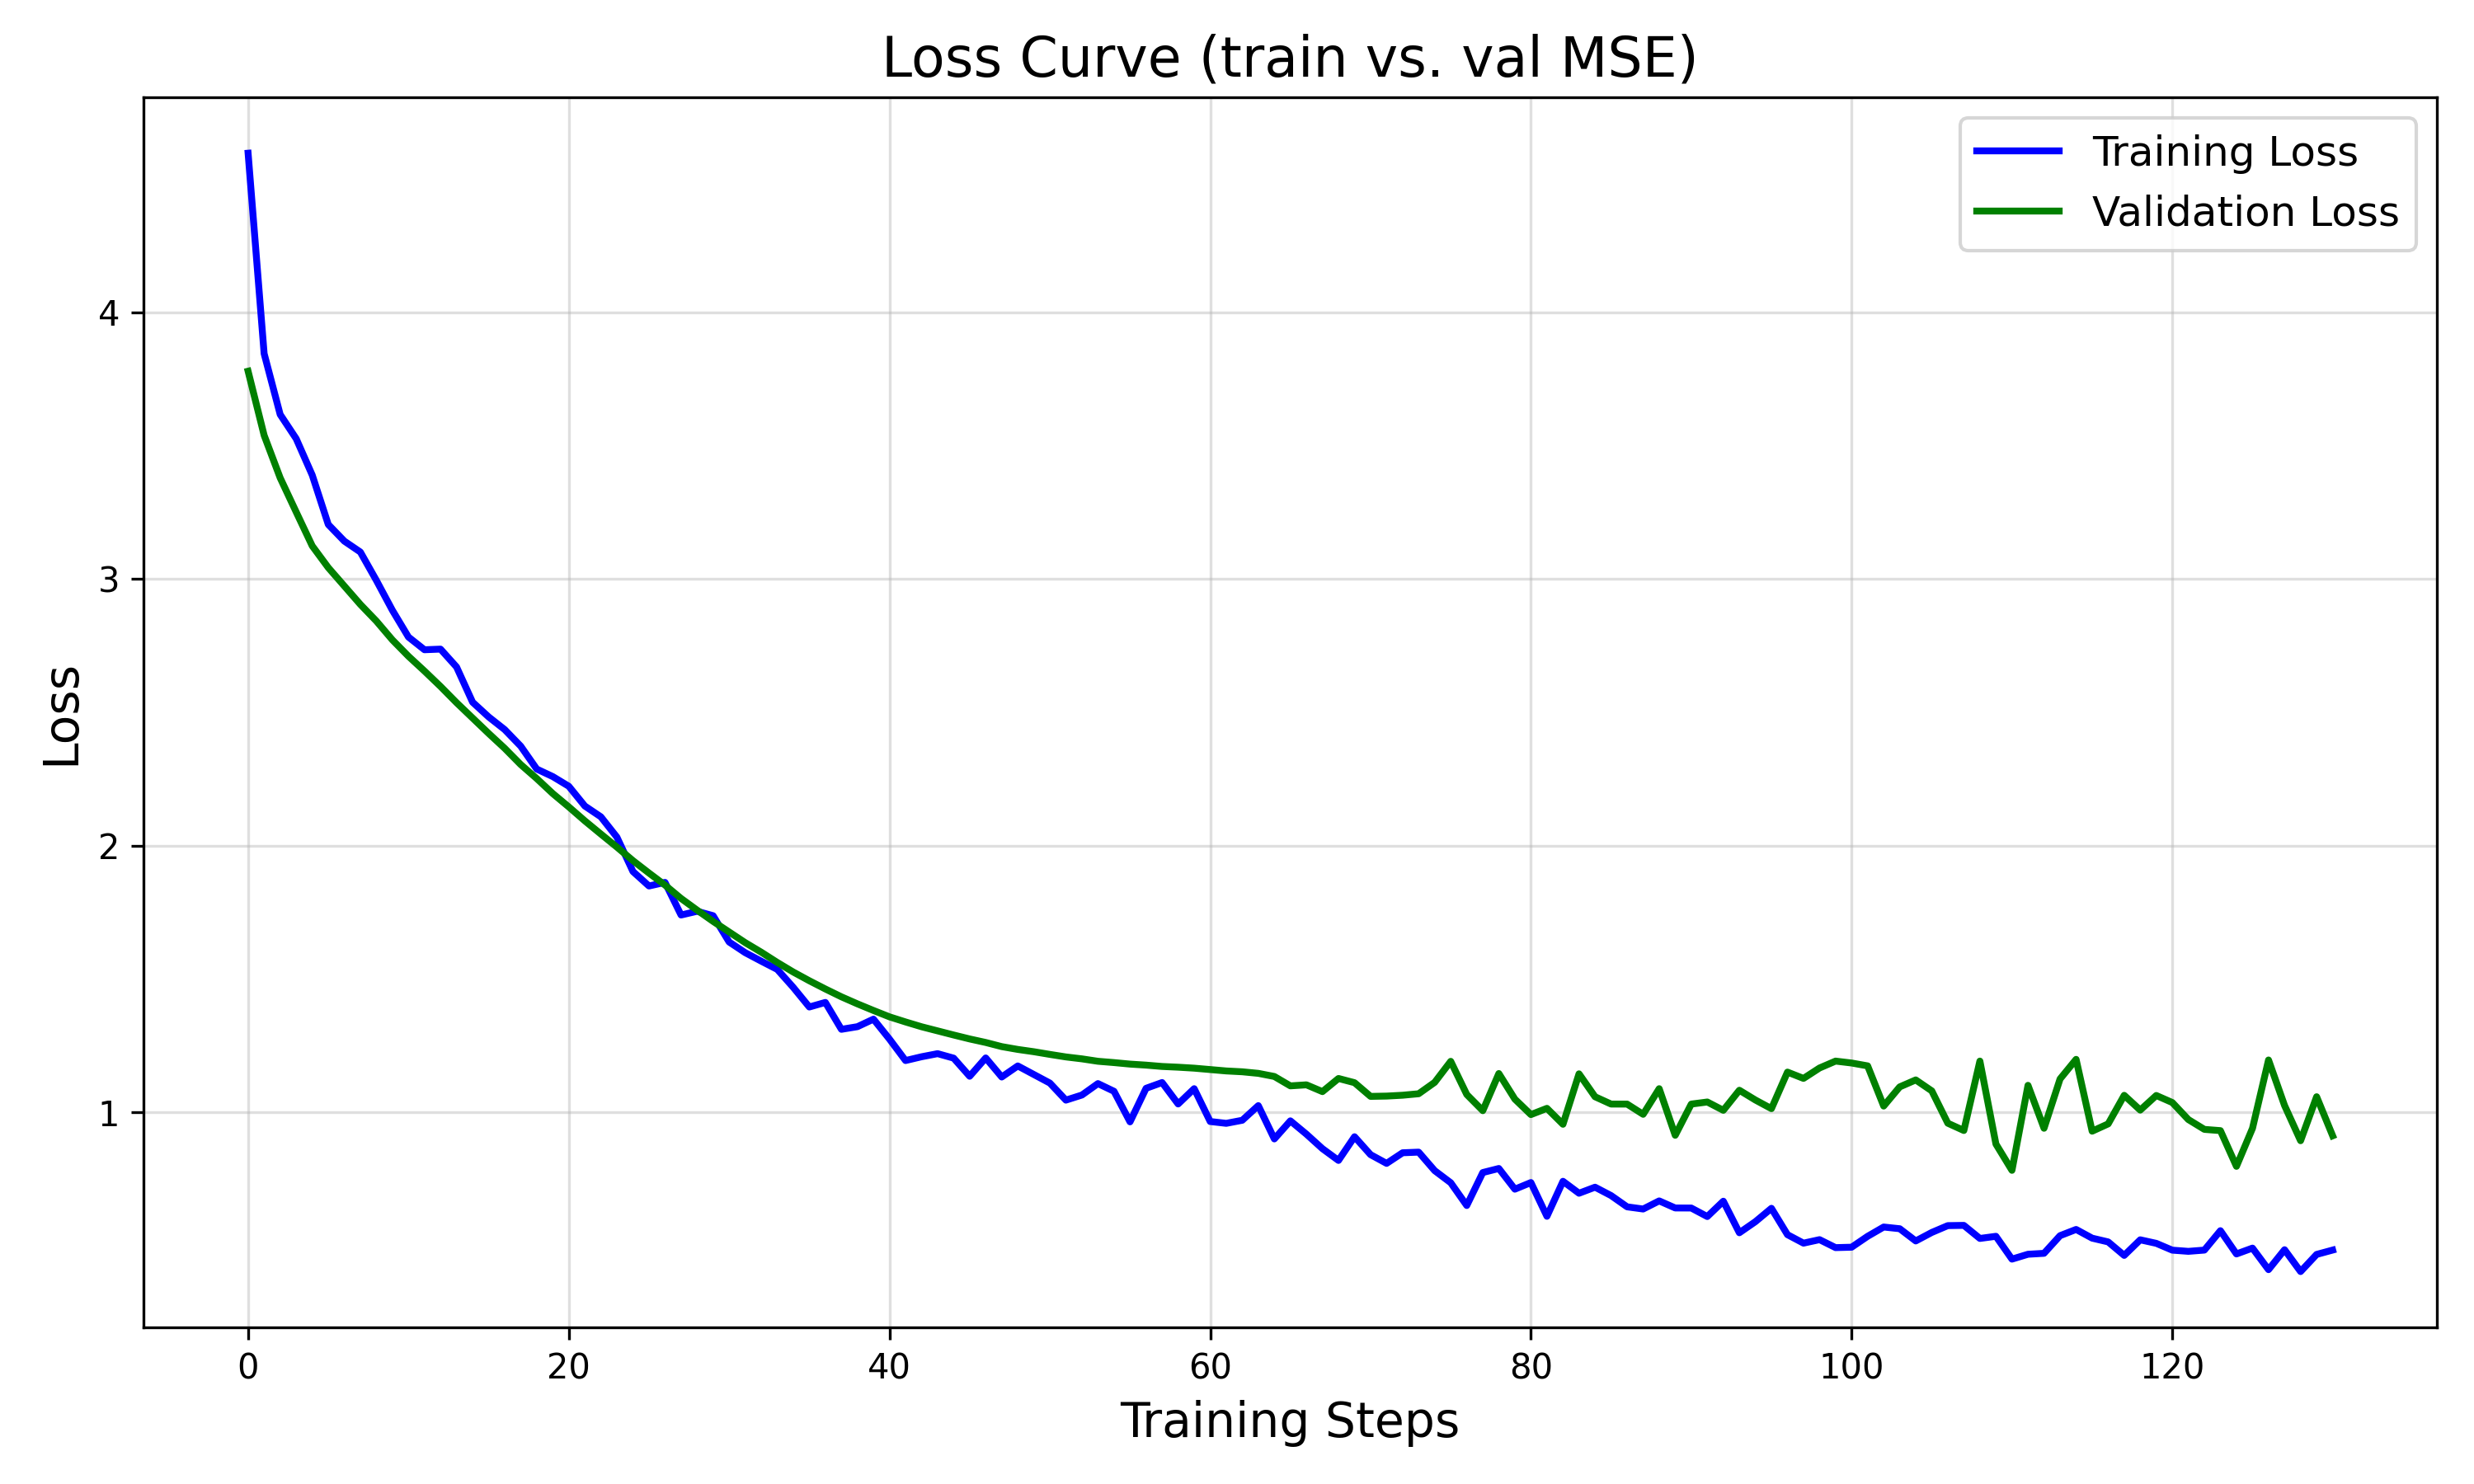 Loss Curve (train vs. val MSE)
Training Loss
Validation Loss
4
3
2
1
Loss
0 20 40 60 80 100 120
Training Steps